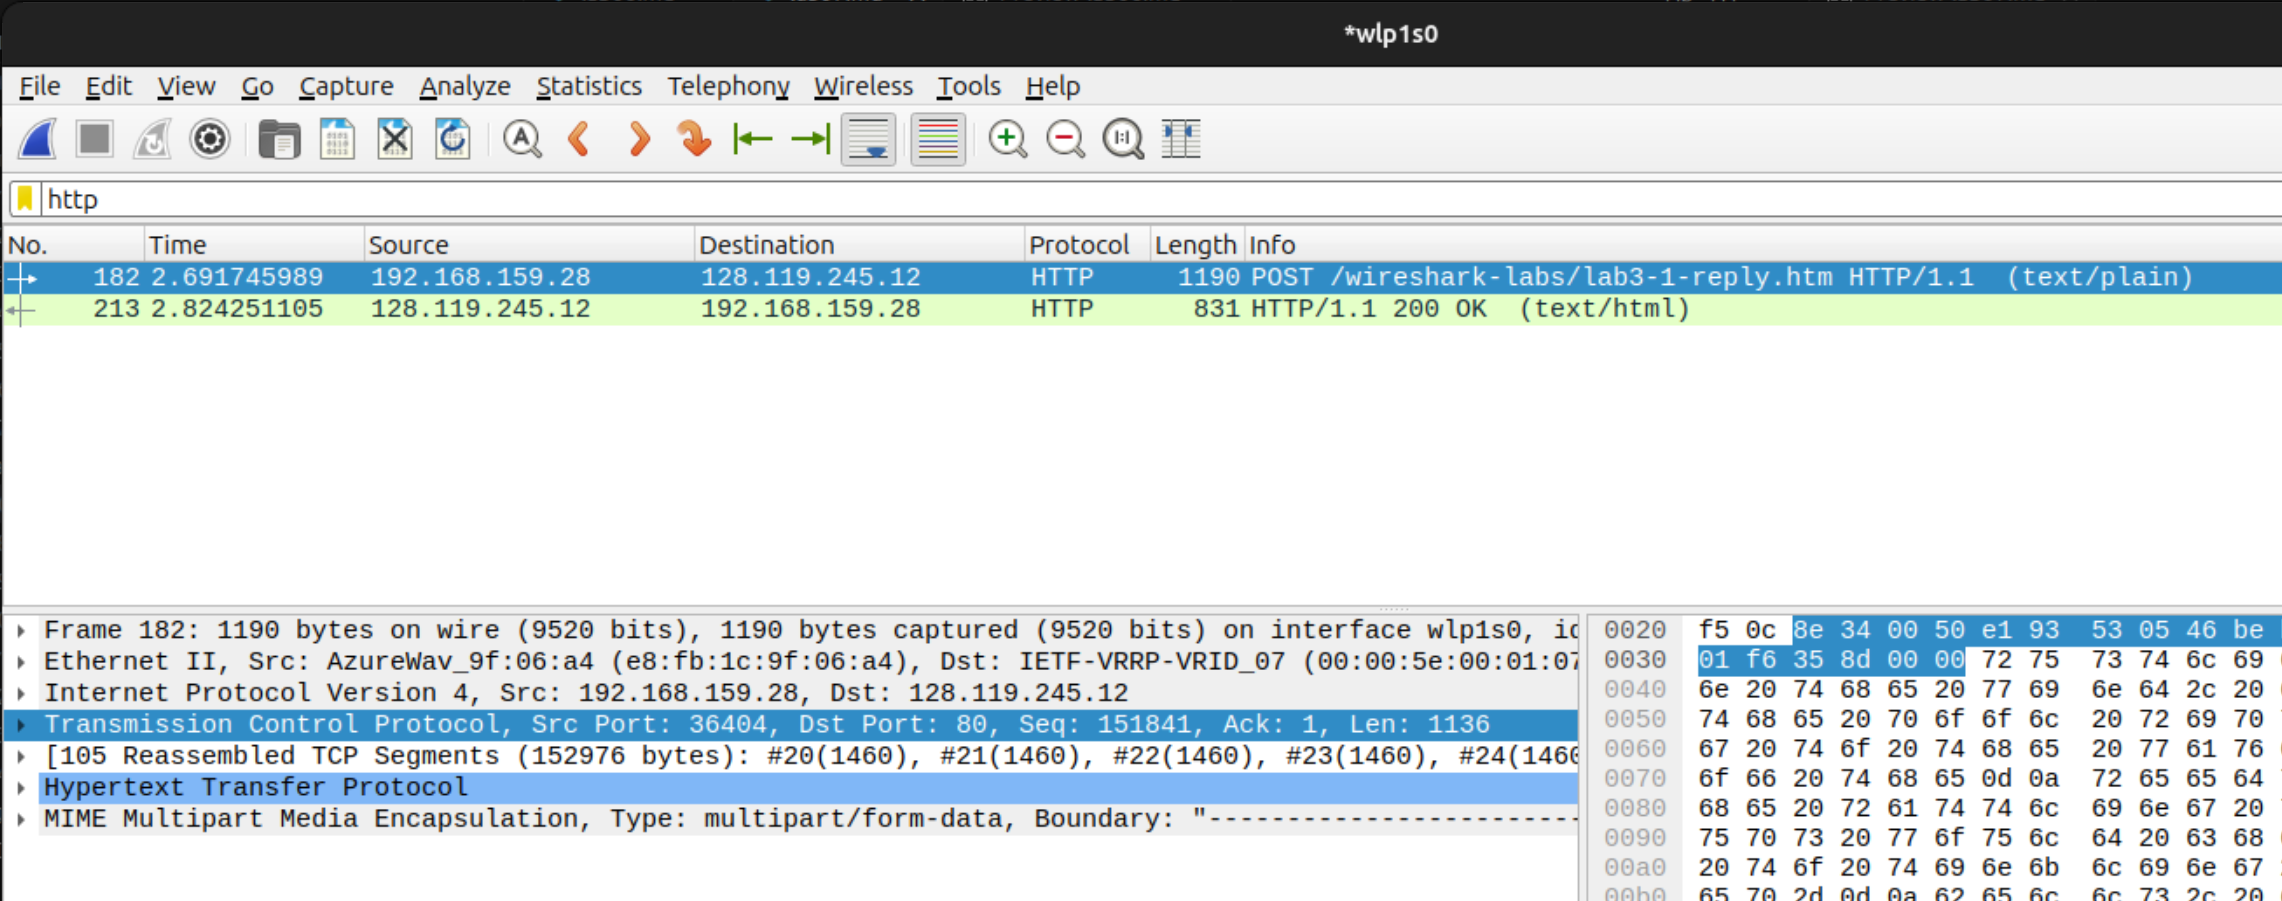 *wlp1s0
File Edit View Go Capture Analyze Statistics Telephony Wireless Tools Help
http
No. Time Source Destination Protocol Length Info
182 2.691745989 192.168.159.28 128.119.245.12 HTTP 1190 POST /wireshark-labs/lab3-1-reply.htm HTTP/1.1 (text/plain)
213 2.824251105 128.119.245.12 192.168.159.28 HTTP 831 HTTP/1.1 200 OK (text/html)
Frame 182: 1190 bytes on wire (9520 bits), 1190 bytes captured (9520 bits) on interface wlp1s0,
Ethernet II, Src: AzureWav_9f:06:a4 (e8:fb:1c:9f:06:a4), Dst: IETF-VRRP-VRID_07 (00:00:5e:00:01:07
Internet Protocol Version 4, Src: 192.168.159.28, Dst: 128.119.245.12
Transmission Control Protocol, Src Port: 36404, Dst Port: 80, Seq: 151841, Ack: 1, Len: 1136
[105 Reassembled TCP Segments (152976 bytes): #20(1460), #21(1460), #22(1460), #23(1460), #24(1460
Hypertext Transfer Protocol
MIME Multipart Media Encapsulation, Type: multipart/form-data, Boundary: "-----------------------
0020 f5 0c 8e 34 00 50 e1 93 53 05 46 be
0030 01 f6 35 8d 00 00 72 75 73 74 6c 69
0040 6e 20 74 68 65 20 77 69 6e 64 2c 20
0050 74 68 65 20 70 6f 6f 6c 20 72 69 70
0060 67 20 74 6f 20 74 68 65 20 77 61 76
0070 6f 66 20 74 68 65 0d 0a 72 65 65 64
0080 68 65 20 72 61 74 74 6c 69 6e 67 20
0090 75 70 73 20 77 6f 75 6c 64 20 63 68
00a0 20 74 6f 20 74 69 6e 6b 6c 69 6e 67
00b0 65 70 2d 0d 0a 62 65 6c 6c 73 2c 20